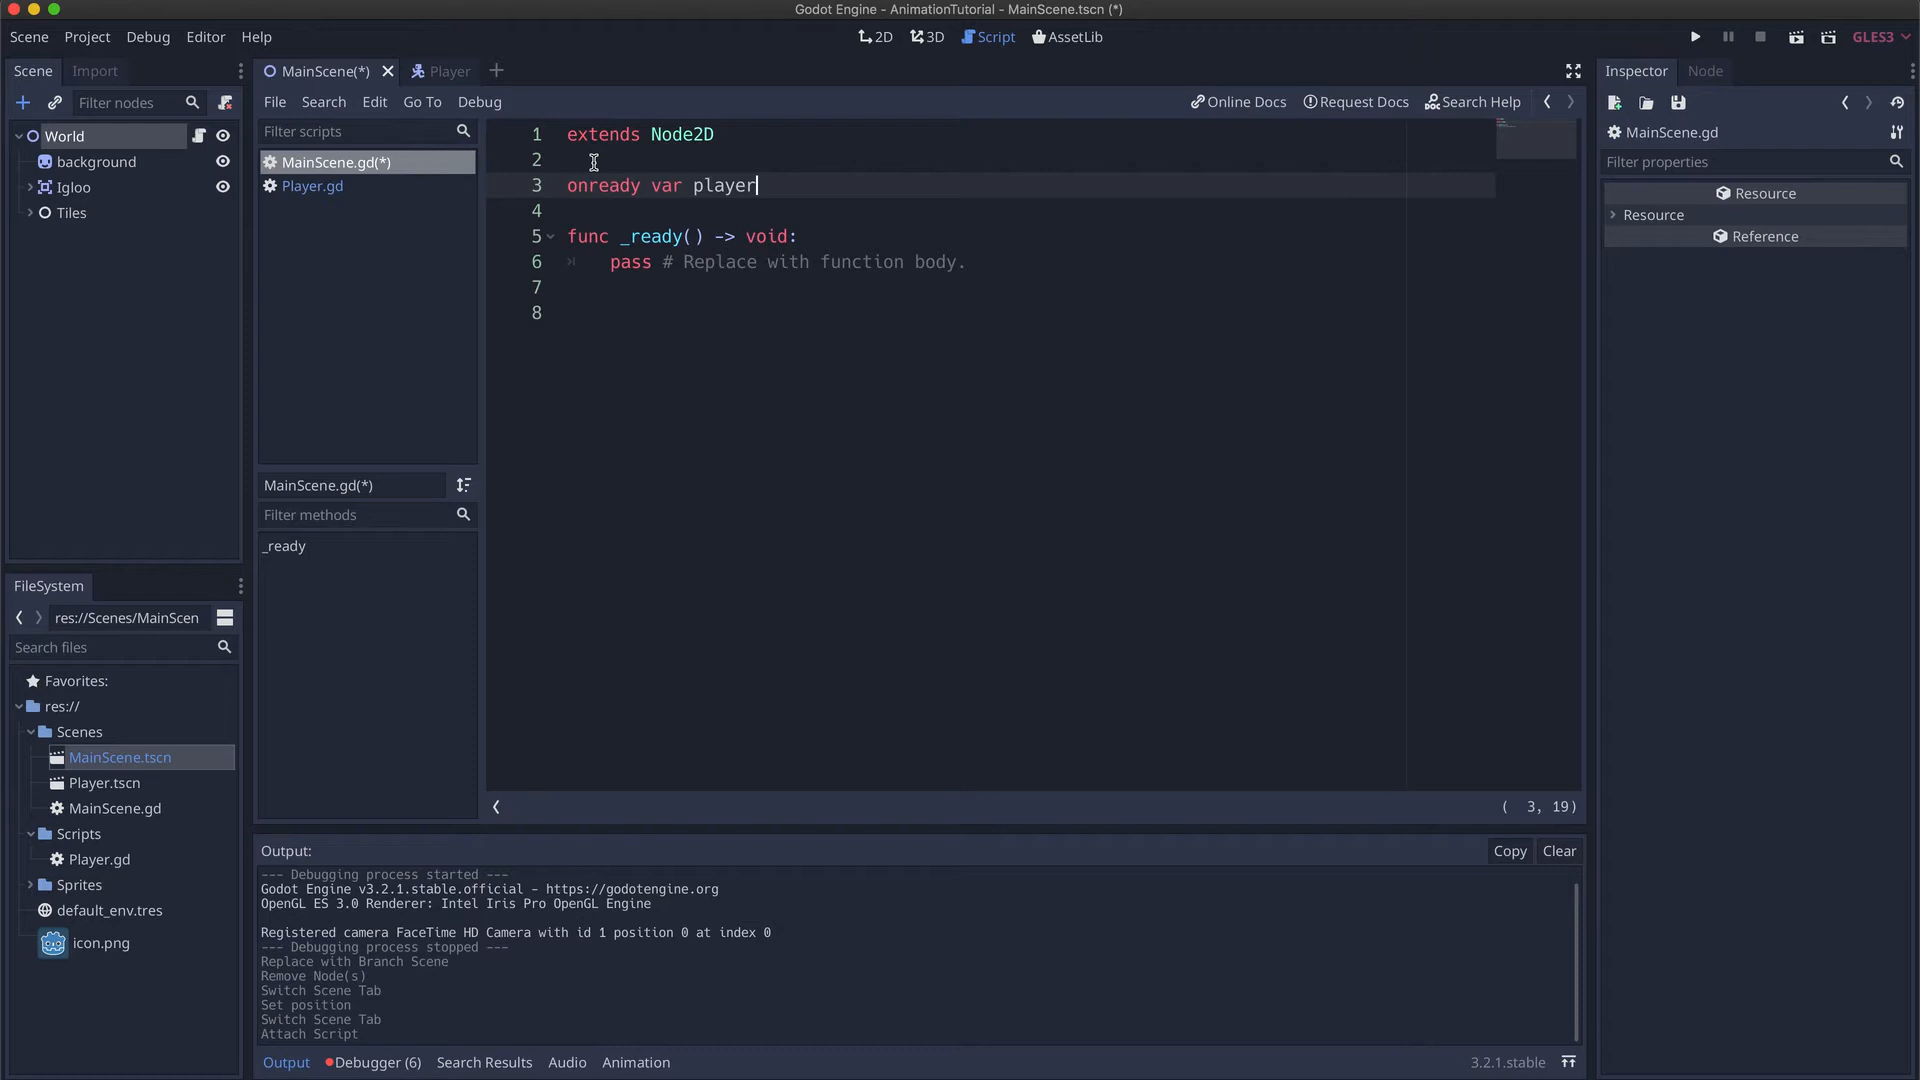 Godot Engine - AnimationTutorial - MainScene.tscn (*)
Scene Project Debug Editor Help
2D 3D Script AssetLib
GLES3
Scene Import
Filter nodes
World
background
Igloo
Tiles
FileSystem
res://Scenes/MainScen
Search files
Favorites:
res://
Scenes
MainScene.tscn
Player.tscn
MainScene.gd
Scripts
Player.gd
Sprites
default_env.tres
icon.png
MainScene(*) Player
File Search Edit Go To Debug
Online Docs Request Docs Search Help
Filter scripts
MainScene.gd(*)
Player.gd
MainScene.gd(*)
Filter methods
_ready
1 extends Node2D
2
3 onready var player
4
5 func _ready() -> void:
6 pass # Replace with function body.
7
8
( 3, 19)
Output:
Copy Clear
--- Debugging process started ---
Godot Engine v3.2.1.stable.official - https://godotengine.org
OpenGL ES 3.0 Renderer: Intel Iris Pro OpenGL Engine
Registered camera FaceTime HD Camera with id 1 position 0 at index 0
--- Debugging process stopped ---
Replace with Branch Scene
Remove Node(s)
Switch Scene Tab
Set position
Switch Scene Tab
Attach Script
Output Debugger (6) Search Results Audio Animation
3.2.1.stable
Inspector Node
MainScene.gd
Filter properties
Resource
Resource
Reference